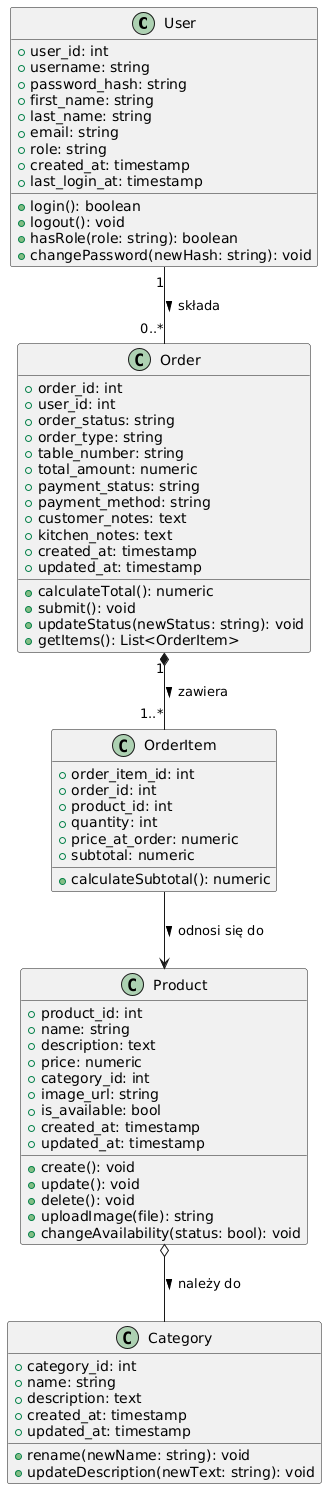 C User
user_id: int
username: string
password_hash: string
first_name: string
last_name: string
email: string
role: string
created_at: timestamp
last_login_at: timestamp
login(): boolean
logout(): void
hasRole(role: string): boolean
changePassword(newHash: string): void
1
składa
0..*
C Order
order_id: int
user_id: int
order_status: string
order_type: string
table_number: string
total_amount: numeric
payment_status: string
payment_method: string
customer_notes: text
kitchen_notes: text
created_at: timestamp
updated_at: timestamp
calculateTotal(): numeric
submit(): void
updateStatus(newStatus: string): void
getItems(): List<OrderItem>
1
zawiera
1..*
C OrderItem
order_item_id: int
order_id: int
product_id: int
quantity: int
price_at_order: numeric
subtotal: numeric
calculateSubtotal(): numeric
odnosi się do
C Product
product_id: int
name: string
description: text
price: numeric
category_id: int
image_url: string
is_available: bool
created_at: timestamp
updated_at: timestamp
create(): void
update(): void
delete(): void
uploadImage(file): string
changeAvailability(status: bool): void
należy do
C Category
category_id: int
name: string
description: text
created_at: timestamp
updated_at: timestamp
rename(newName: string): void
updateDescription(newText: string): void